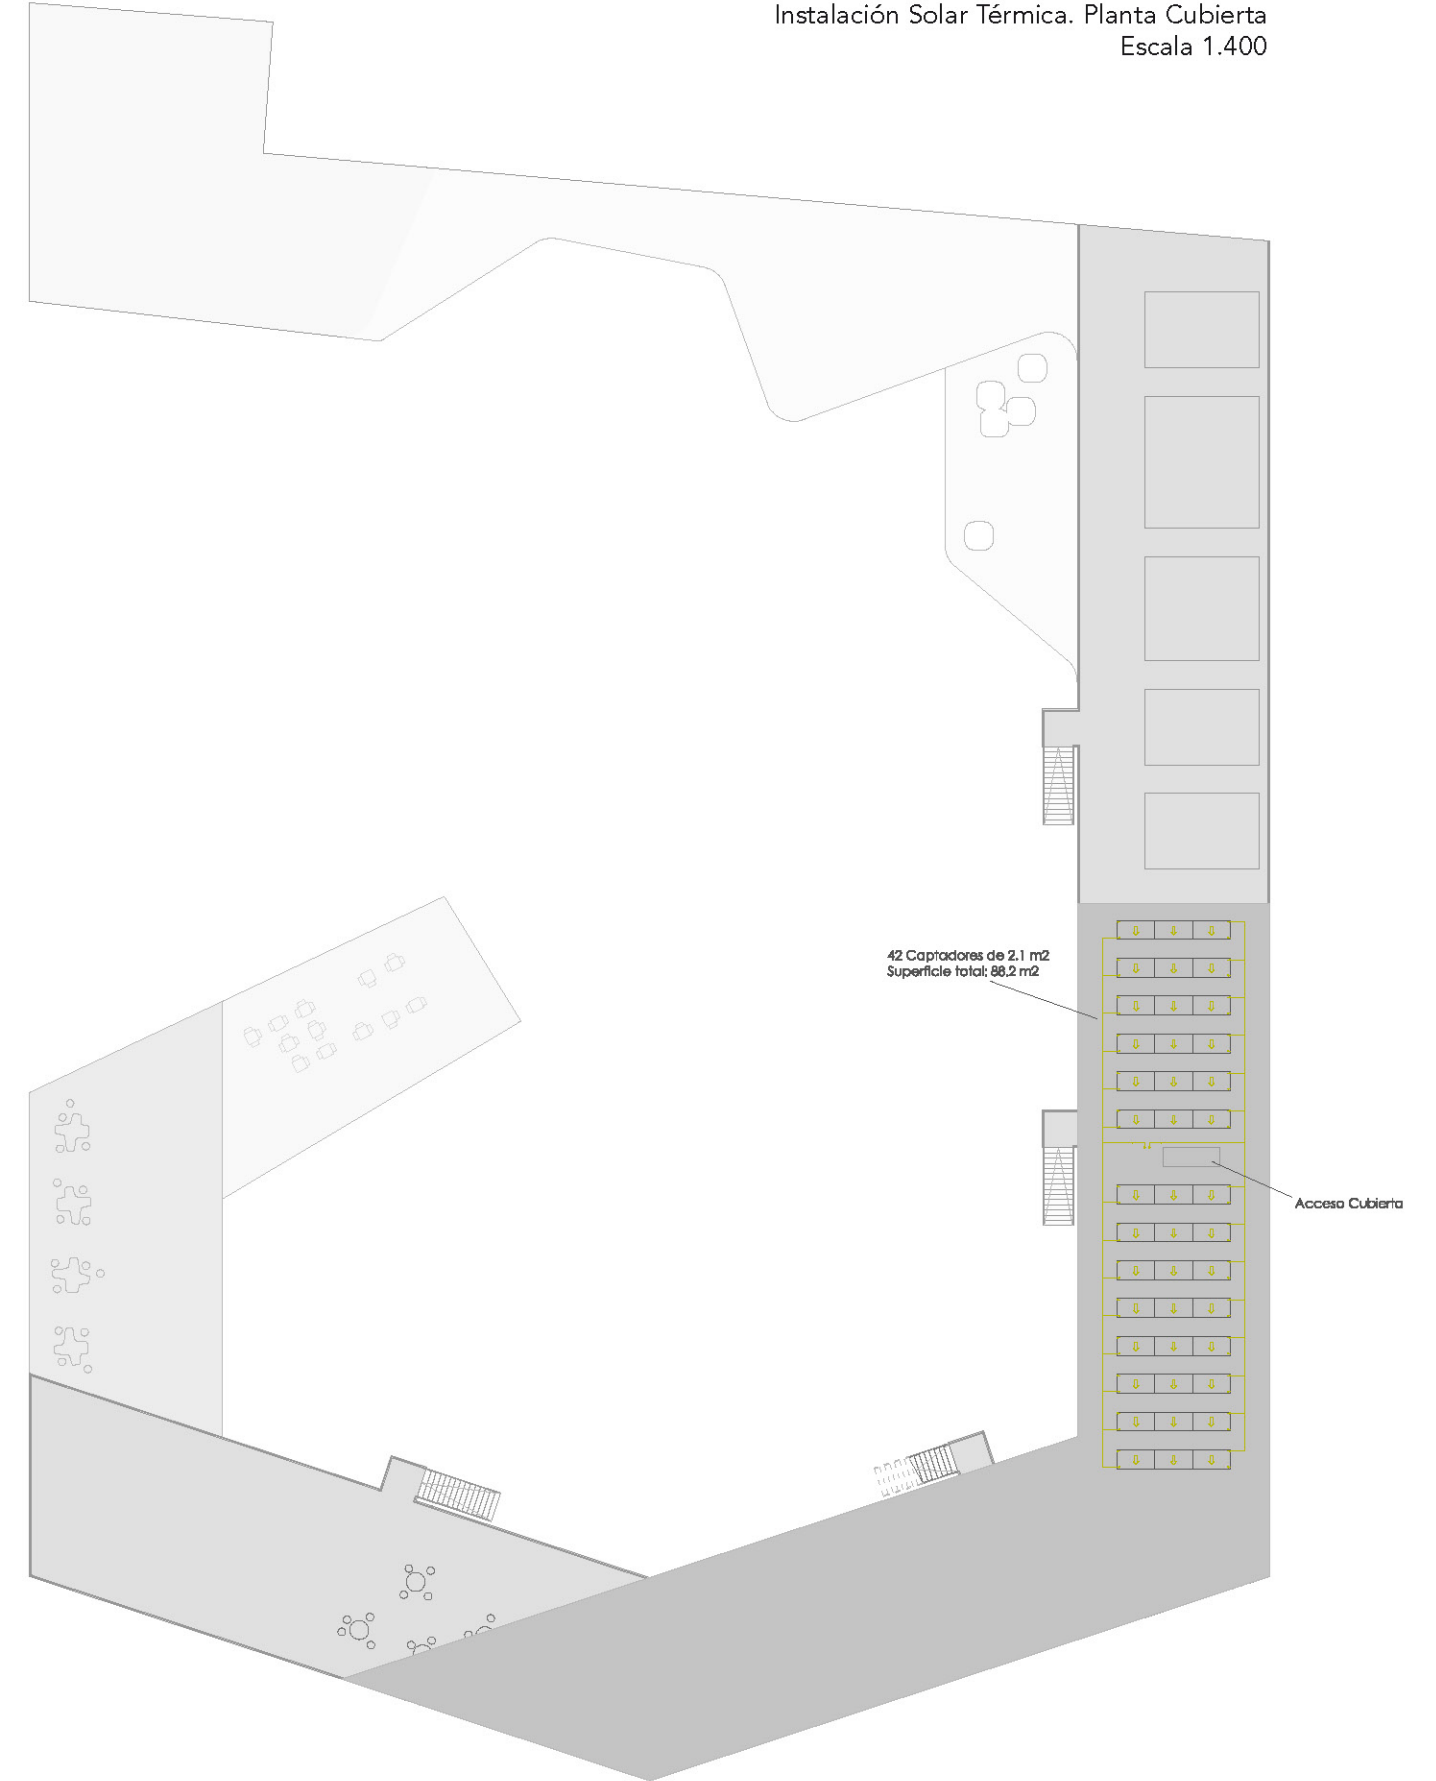 Instalación Solar Térmica. Planta Cubierta
Escala 1.400
42 Captadores de 2.1 m2
Superficie total: 88.2 m2
Acceso Cubierta